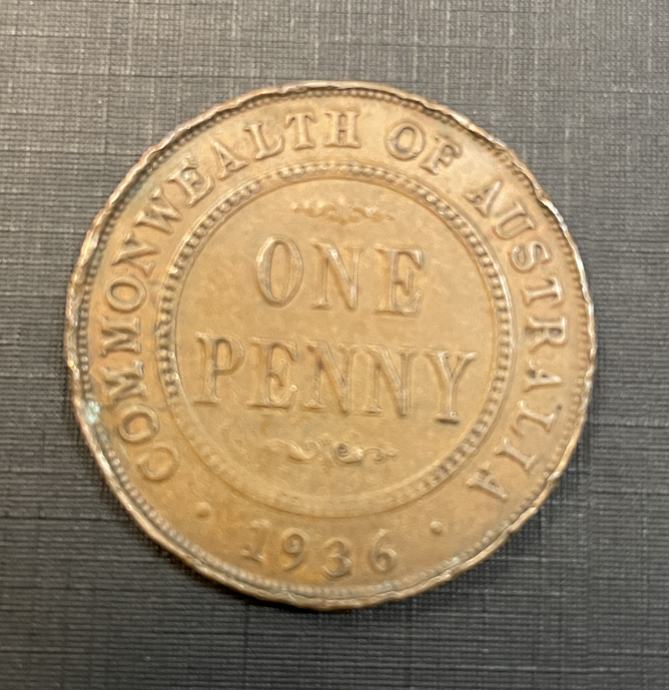 COMMONWEALTH OF AUSTRALIA
ONE
PENNY
· 1936 ·